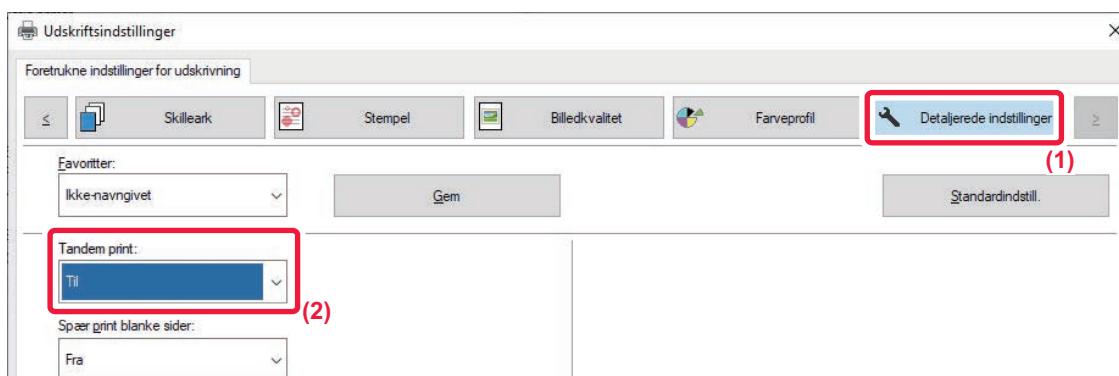 Udskriftsindstillinger
Foretrukne indstillinger for udskrivning
< Skilleark Stempel Billedkvalitet Farveprofil Detaljerede indstillinger >
(1)
Favoritter:
Ikke-navngivet Gem Standardindstill.
Tandem print:
Til
(2)
Spær print blanke sider:
Fra